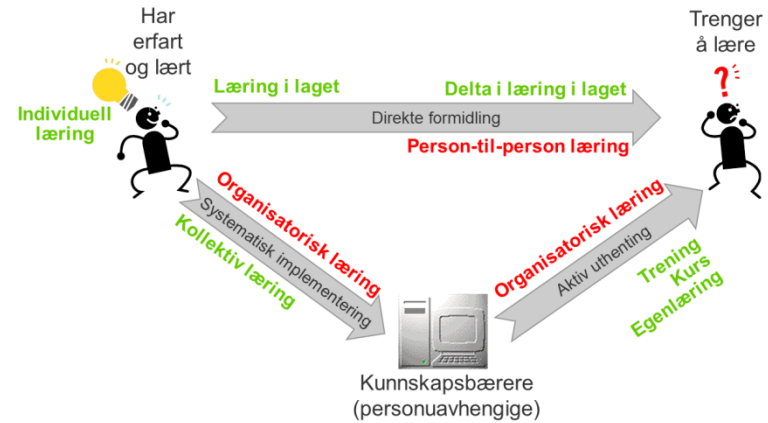 Har
erfart
og lært
Trenger
å lære
Individuell
læring
Læring i laget
Delta i læring i laget
Direkte formidling
Person-til-person læring
Organisatorisk læring
Systematisk implementering
Kollektiv læring
Organisatorisk læring
Aktiv uthenting
Trening
Kurs
Egenlæring
Kunnskapsbærere
(personuavhengige)